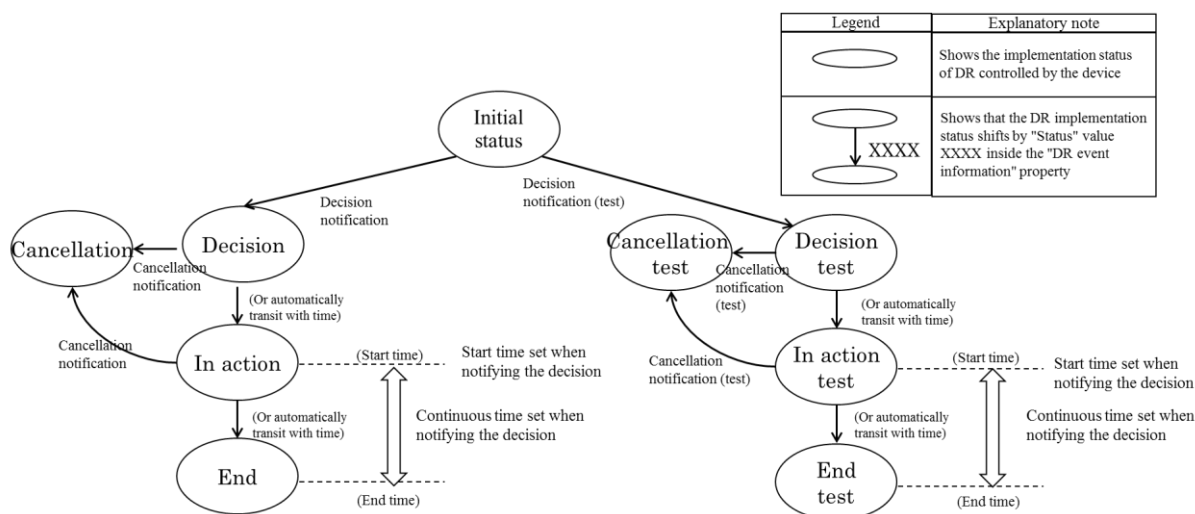 Legend
Explanatory note
Shows the implementation status
of DR controlled by the device
XXXX
Shows that the DR implementation
status shifts by "Status" value
XXXX inside the "DR event
information" property
Initial
status
Decision
notification
Decision
notification (test)
Cancellation
Decision
Cancellation
notification
(Or automatically
transit with time)
Cancellation
notification
In action
(Start time)
Start time set when
notifying the decision
(Or automatically
transit with time)
Continuous time set when
notifying the decision
End
(End time)
Cancellation
test
Decision
test
Cancellation
notification
(test)
(Or automatically
transit with time)
Cancellation
notification (test)
In action
test
(Start time)
Start time set when
notifying the decision
(Or automatically
transit with time)
Continuous time set when
notifying the decision
End
test
(End time)